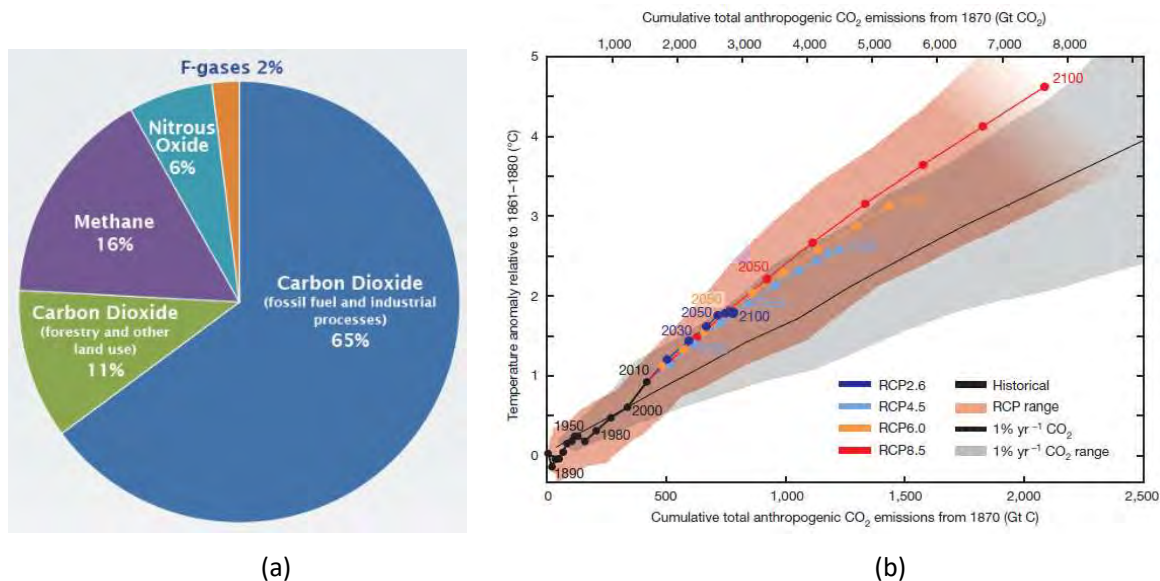 F-gases 2%
Nitrous
Oxide
6%
Methane
16%
Carbon Dioxide
(forestry and other
land use)
11%
Carbon Dioxide
(fossil fuel and industrial
processes)
65%
(a)
Cumulative total anthropogenic CO₂ emissions from 1870 (Gt CO₂)
1,000 2,000 3,000 4,000 5,000 6,000 7,000 8,000
Temperature anomaly relative to 1861–1880 (°C)
5
4
3
2
1
0
2100
2050
2050
2050
2030
2100
2010
2000
1950
1980
1890
RCP2.6
RCP4.5
RCP6.0
RCP8.5
Historical
RCP range
1% yr⁻¹ CO₂
1% yr⁻¹ CO₂ range
0 500 1,000 1,500 2,000 2,500
Cumulative total anthropogenic CO₂ emissions from 1870 (Gt C)
(b)